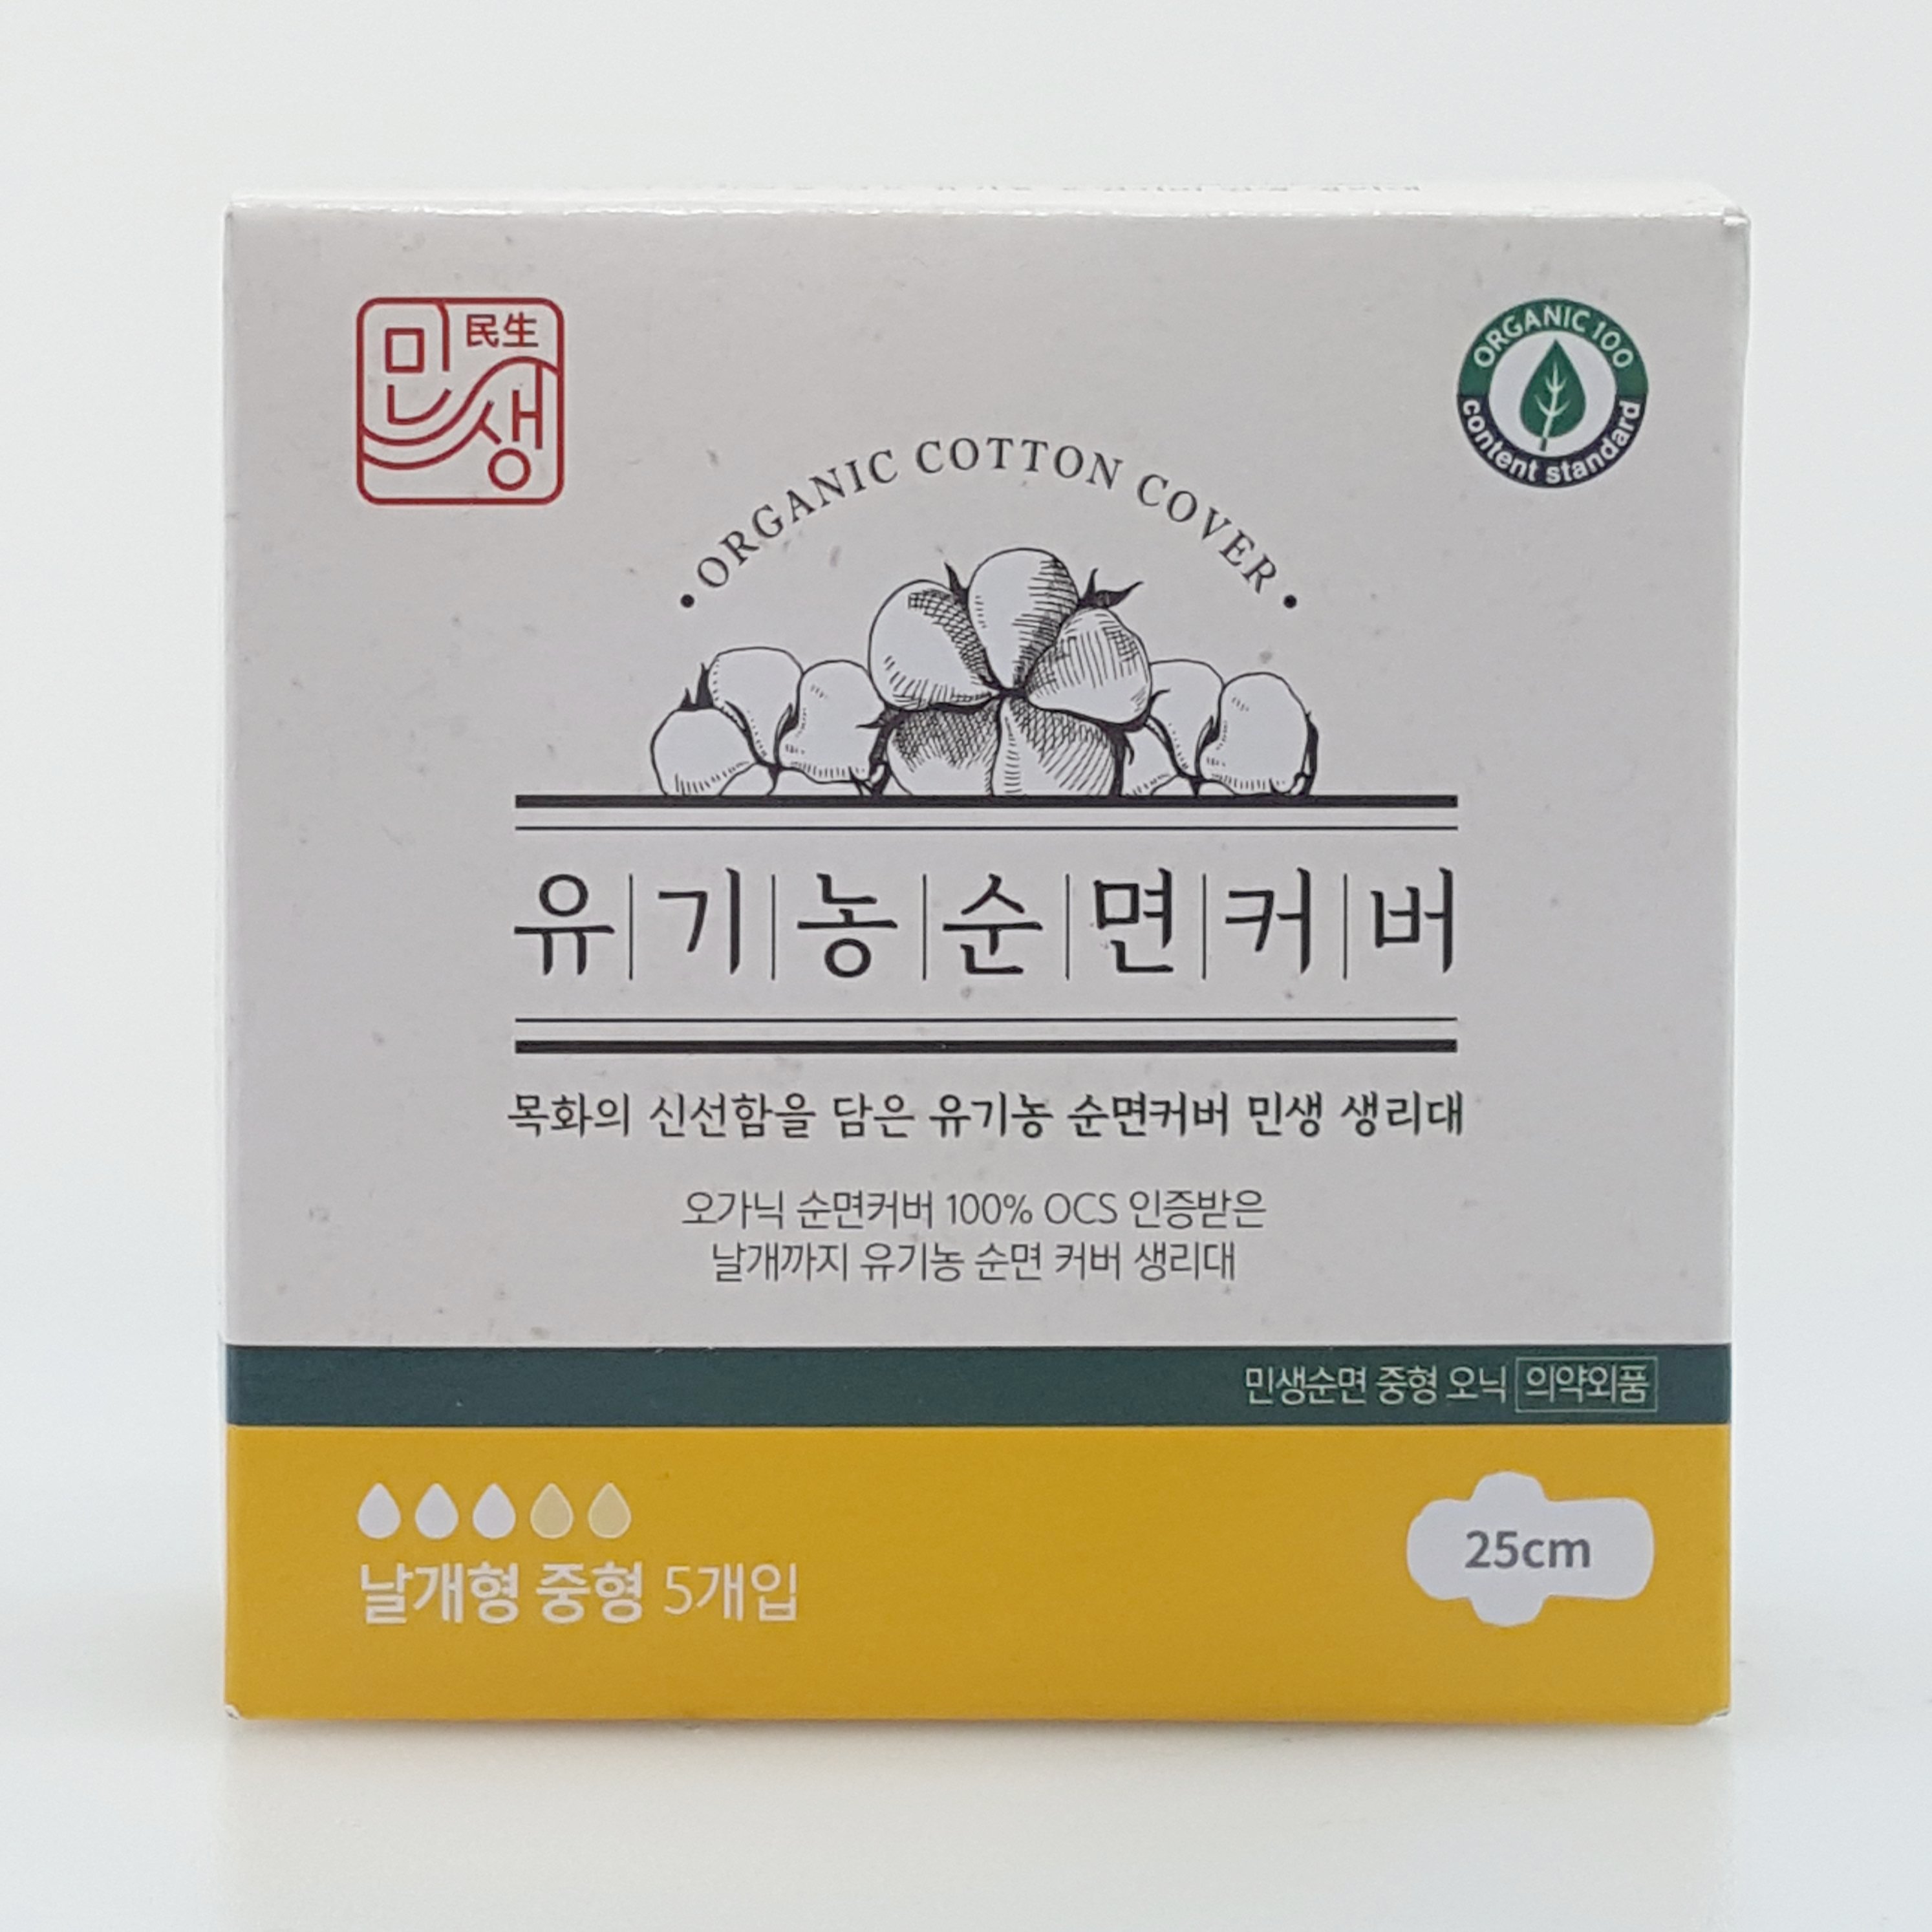 민생
民生
ORGANIC 100
content standard
• ORGANIC COTTON COVER •
유|기|농|순|면|커|버
목화의 신선함을 담은 유기농 순면커버 민생 생리대
오가닉 순면커버 100% OCS 인증받은
날개까지 유기농 순면 커버 생리대
민생순면 중형 오닉 의약외품
날개형 중형 5개입
25cm